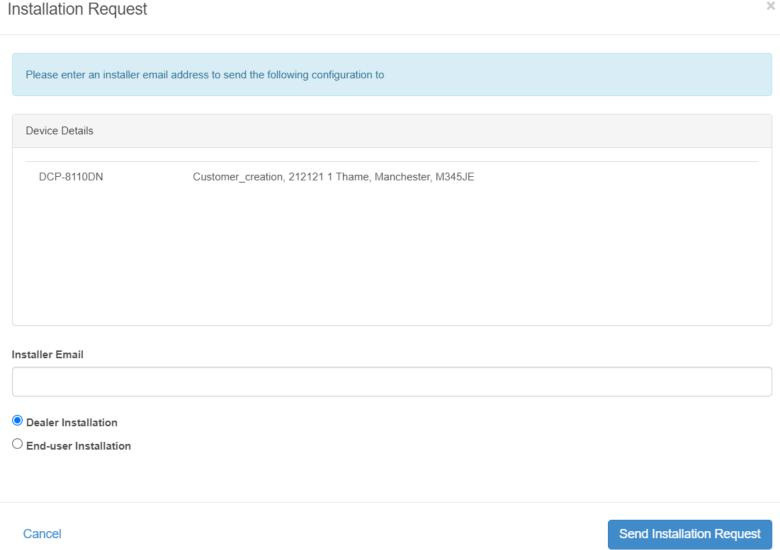 Installation Request
×
Please enter an installer email address to send the following configuration to
Device Details
DCP-8110DN Customer_creation, 212121 1 Thame, Manchester, M345JE
Installer Email
Dealer Installation
End-user Installation
Cancel Send Installation Request